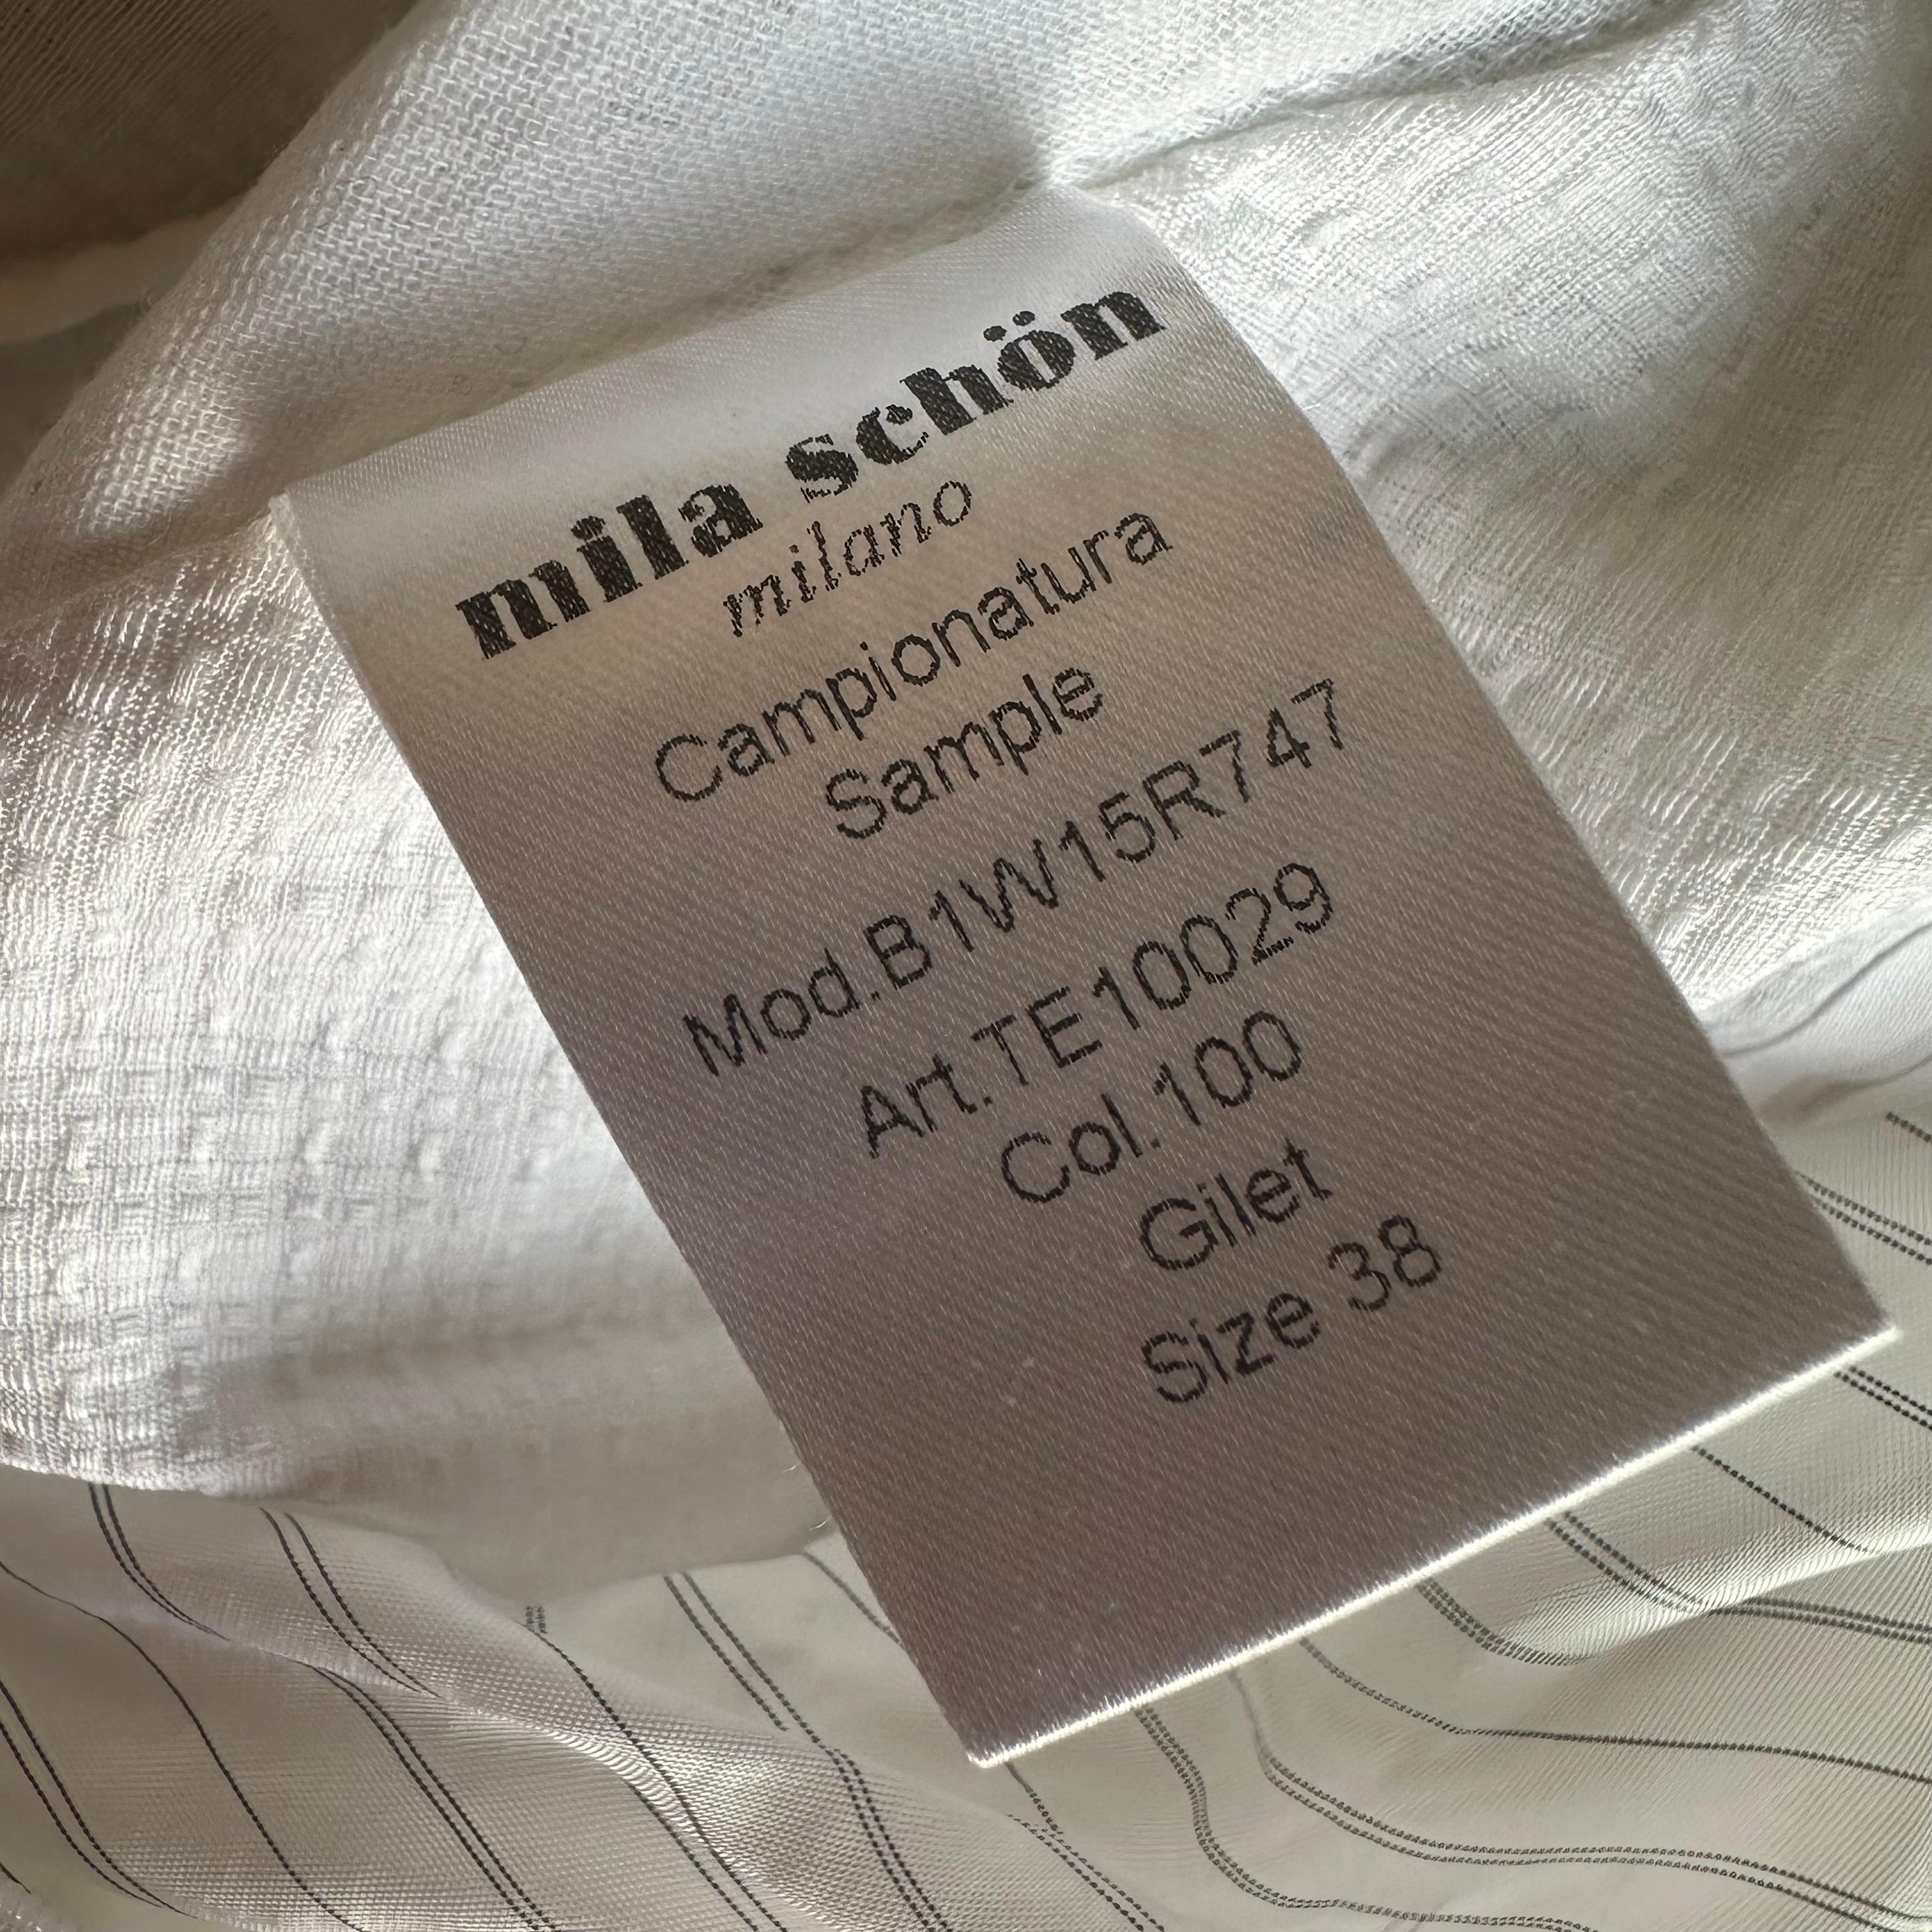 mila schön
milano
Campionatura
Sample
Mod.B1W15R747
Art.TE10029
Col.100
Gilet
Size 38